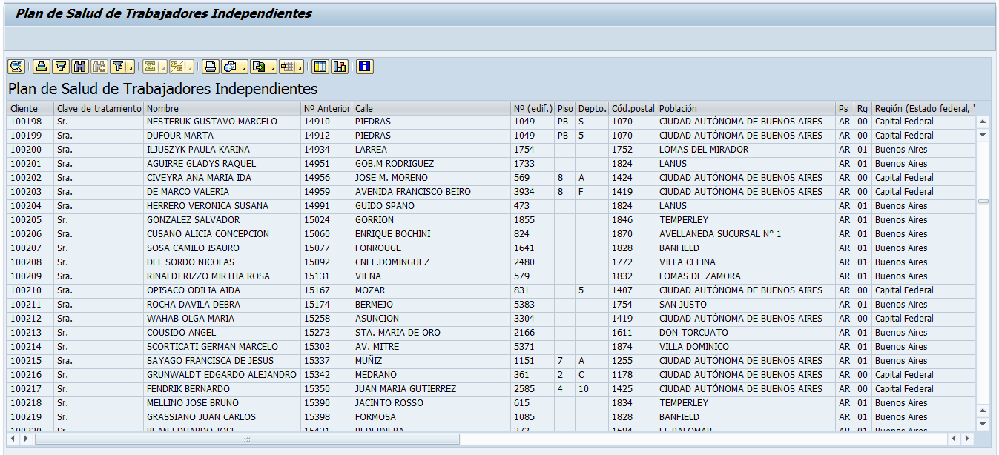 Plan de Salud de Trabajadores Independientes
Plan de Salud de Trabajadores Independientes
Cliente Clave de tratamiento Nombre Nº Anterior Calle Nº (edif.) Piso Depto. Cód.postal Población Ps Rg Región (Estado federal, '
100198 Sr. NESTERUK GUSTAVO MARCELO 14910 PIEDRAS 1049 PB S 1070 CIUDAD AUTÓNOMA DE BUENOS AIRES AR 00 Capital Federal
100199 Sra. DUFOUR MARTA 14912 PIEDRAS 1049 PB 5 1070 CIUDAD AUTÓNOMA DE BUENOS AIRES AR 00 Capital Federal
100200 Sra. ILJUSZYK PAULA KARINA 14934 LARREA 1754 1752 LOMAS DEL MIRADOR AR 01 Buenos Aires
100201 Sra. AGUIRRE GLADYS RAQUEL 14951 GOB.M RODRIGUEZ 1733 1824 LANUS AR 01 Buenos Aires
100202 Sra. CIVEYRA ANA MARIA IDA 14956 JOSE M. MORENO 569 8 A 1424 CIUDAD AUTÓNOMA DE BUENOS AIRES AR 00 Capital Federal
100203 Sra. DE MARCO VALERIA 14959 AVENIDA FRANCISCO BEIRO 3934 8 F 1419 CIUDAD AUTÓNOMA DE BUENOS AIRES AR 00 Capital Federal
100204 Sra. HERRERO VERONICA SUSANA 14991 GUIDO SPANO 473 1824 LANUS AR 01 Buenos Aires
100205 Sr. GONZALEZ SALVADOR 15024 GORRION 1855 1846 TEMPERLEY AR 01 Buenos Aires
100206 Sra. CUSANO ALICIA CONCEPCION 15060 ENRIQUE BOCHINI 824 1870 AVELLANEDA SUCURSAL N° 1 AR 01 Buenos Aires
100207 Sr. SOSA CAMILO ISAURO 15077 FONROUGE 1641 1828 BANFIELD AR 01 Buenos Aires
100208 Sr. DEL SORDO NICOLAS 15092 CNEL.DOMINGUEZ 2480 1772 VILLA CELINA AR 01 Buenos Aires
100209 Sr. RINALDI RIZZO MIRTHA ROSA 15131 VIENA 579 1832 LOMAS DE ZAMORA AR 01 Buenos Aires
100210 Sra. OPISACO ODILIA AIDA 15167 MOZAR 831 5 1407 CIUDAD AUTÓNOMA DE BUENOS AIRES AR 00 Capital Federal
100211 Sra. ROCHA DAVILA DEBRA 15174 BERMEJO 5383 1754 SAN JUSTO AR 01 Buenos Aires
100212 Sra. WAHAB OLGA MARIA 15258 ASUNCION 3304 1419 CIUDAD AUTÓNOMA DE BUENOS AIRES AR 00 Capital Federal
100213 Sr. COUSIDO ANGEL 15273 STA. MARIA DE ORO 2166 1611 DON TORCUATO AR 01 Buenos Aires
100214 Sr. SCORTICATI GERMAN MARCELO 15303 AV. MITRE 5371 1874 VILLA DOMINICO AR 01 Buenos Aires
100215 Sra. SAYAGO FRANCISCA DE JESUS 15337 MUÑIZ 1151 7 A 1255 CIUDAD AUTÓNOMA DE BUENOS AIRES AR 01 Buenos Aires
100216 Sr. GRUNWALDT EDGARDO ALEJANDRO 15342 MEDRANO 361 2 C 1178 CIUDAD AUTÓNOMA DE BUENOS AIRES AR 00 Capital Federal
100217 Sr. FENDRIK BERNARDO 15350 JUAN MARIA GUTIERREZ 2585 4 10 1425 CIUDAD AUTÓNOMA DE BUENOS AIRES AR 00 Capital Federal
100218 Sr. MELLINO JOSE BRUNO 15390 JACINTO ROSSO 615 1834 TEMPERLEY AR 01 Buenos Aires
100219 Sr. GRASSIANO JUAN CARLOS 15398 FORMOSA 1085 1828 BANFIELD AR 01 Buenos Aires
100220 Sr. EDUARDO JOSE EL PALOMAR AR 01 Buenos Aires